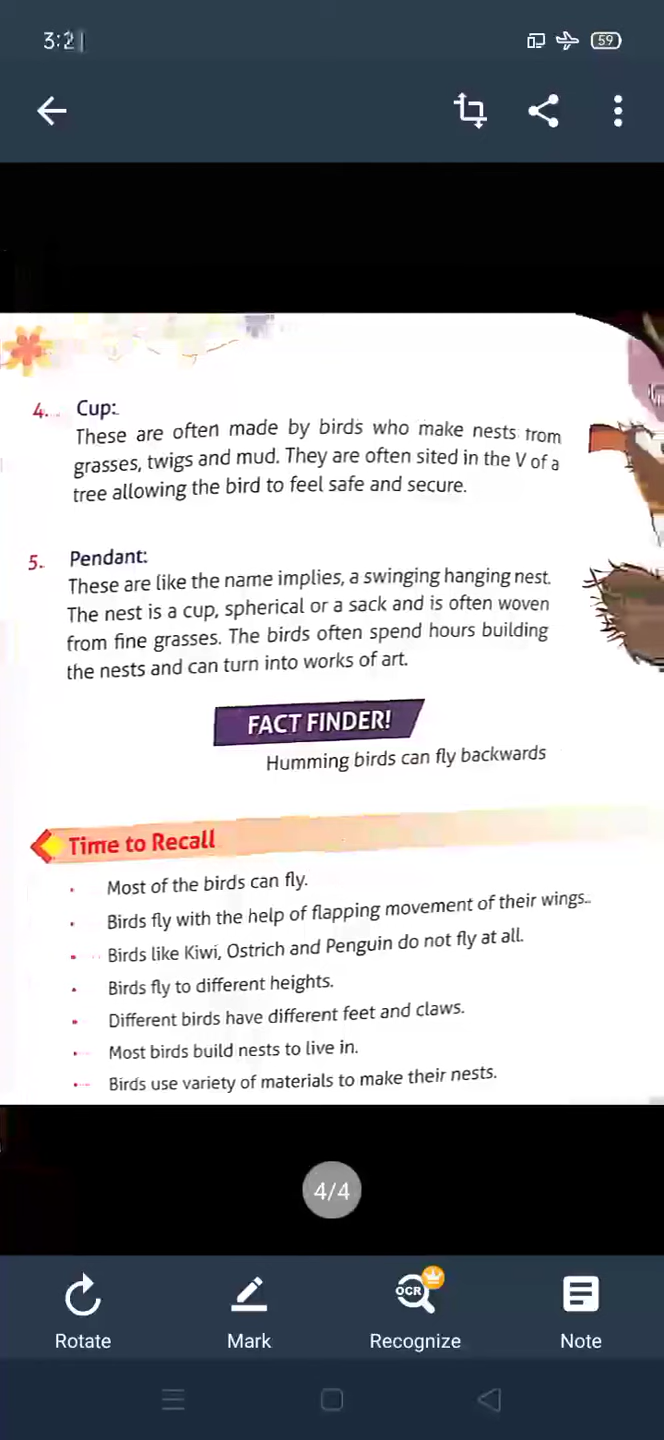 3:2
59
4. Cup:
These are often made by birds who make nests from
grasses, twigs and mud. They are often sited in the V of a
tree allowing the bird to feel safe and secure.
5. Pendant:
These are like the name implies, a swinging hanging nest.
The nest is a cup, spherical or a sack and is often woven
from fine grasses. The birds often spend hours building
the nests and can turn into works of art.
FACT FINDER!
Humming birds can fly backwards
Time to Recall
• Most of the birds can fly.
• Birds fly with the help of flapping movement of their wings..
• Birds like Kiwi, Ostrich and Penguin do not fly at all.
• Birds fly to different heights.
• Different birds have different feet and claws.
• Most birds build nests to live in.
• Birds use variety of materials to make their nests.
4/4
OCR
Rotate Mark Recognize Note